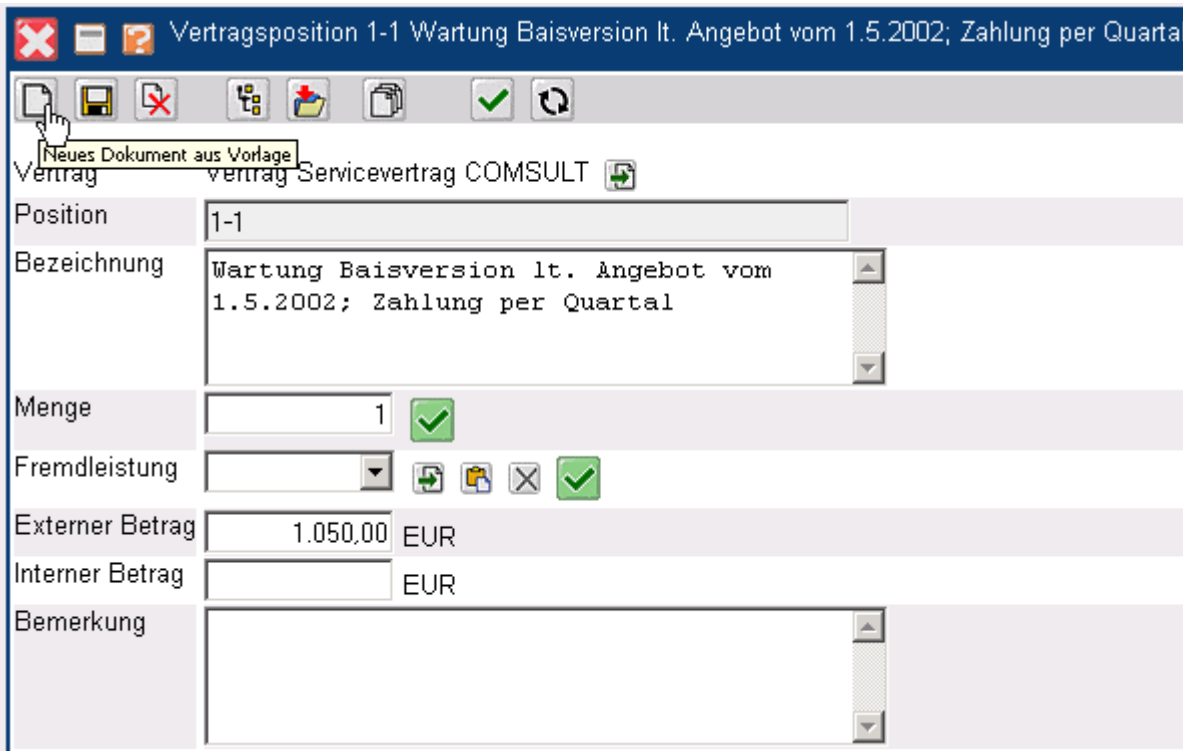 Vertragsposition 1-1 Wartung Baisversion lt. Angebot vom 1.5.2002; Zahlung per Quartal
Neues Dokument aus Vorlage
Vertrag Vertrag Servicevertrag COMSULT
Position 1-1
Bezeichnung Wartung Baisversion lt. Angebot vom
1.5.2002; Zahlung per Quartal
Menge 1
Fremdleistung
Externer Betrag 1.050,00 EUR
Interner Betrag EUR
Bemerkung